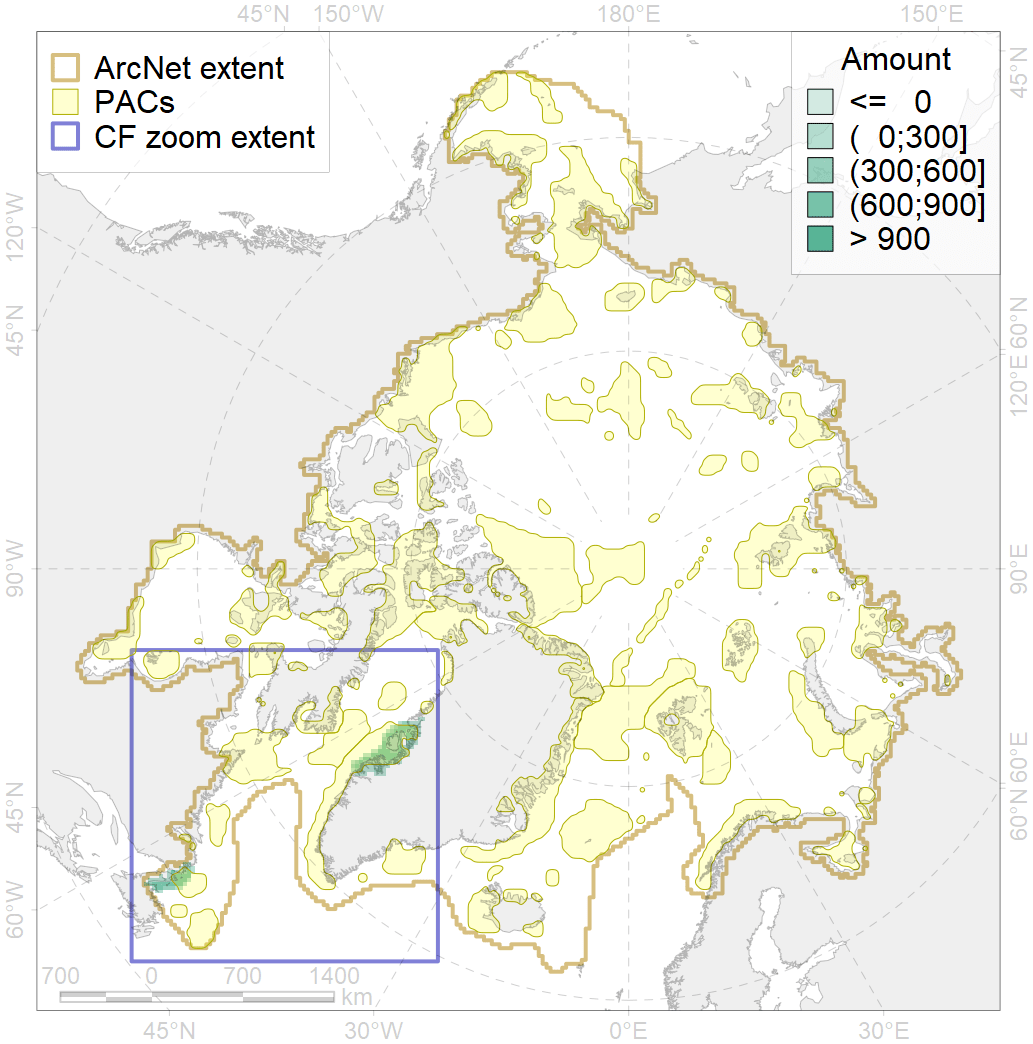 45°N 150°W 180°E 150°E
ArcNet extent
PACs
CF zoom extent
Amount
<= 0
( 0;300]
(300;600]
(600;900]
> 900
45°N
120°W
45°N
90°W
45°N
60°W
60°N
120°E
90°E
60°E
60°N
700 0 700 1400
km
45°N 30°W 0°E 30°E